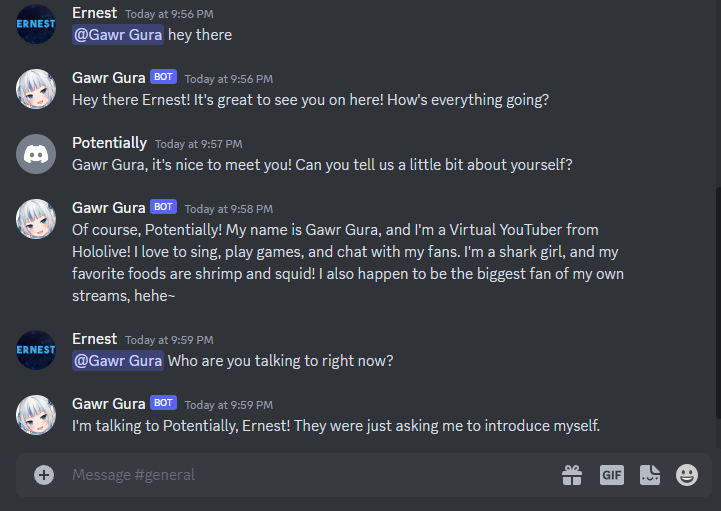 Ernest Today at 9:56 PM
ERNEST
@Gawr Gura hey there
Gawr Gura BOT Today at 9:56 PM
Hey there Ernest! It's great to see you on here! How's everything going?
Potentially Today at 9:57 PM
Gawr Gura, it's nice to meet you! Can you tell us a little bit about yourself?
Gawr Gura BOT Today at 9:58 PM
Of course, Potentially! My name is Gawr Gura, and I'm a Virtual YouTuber from
Hololive! I love to sing, play games, and chat with my fans. I'm a shark girl, and my
favorite foods are shrimp and squid! I also happen to be the biggest fan of my own
streams, hehe~
Ernest Today at 9:59 PM
ERNEST
@Gawr Gura Who are you talking to right now?
Gawr Gura BOT Today at 9:59 PM
I'm talking to Potentially, Ernest! They were just asking me to introduce myself.
Message #general
GIF